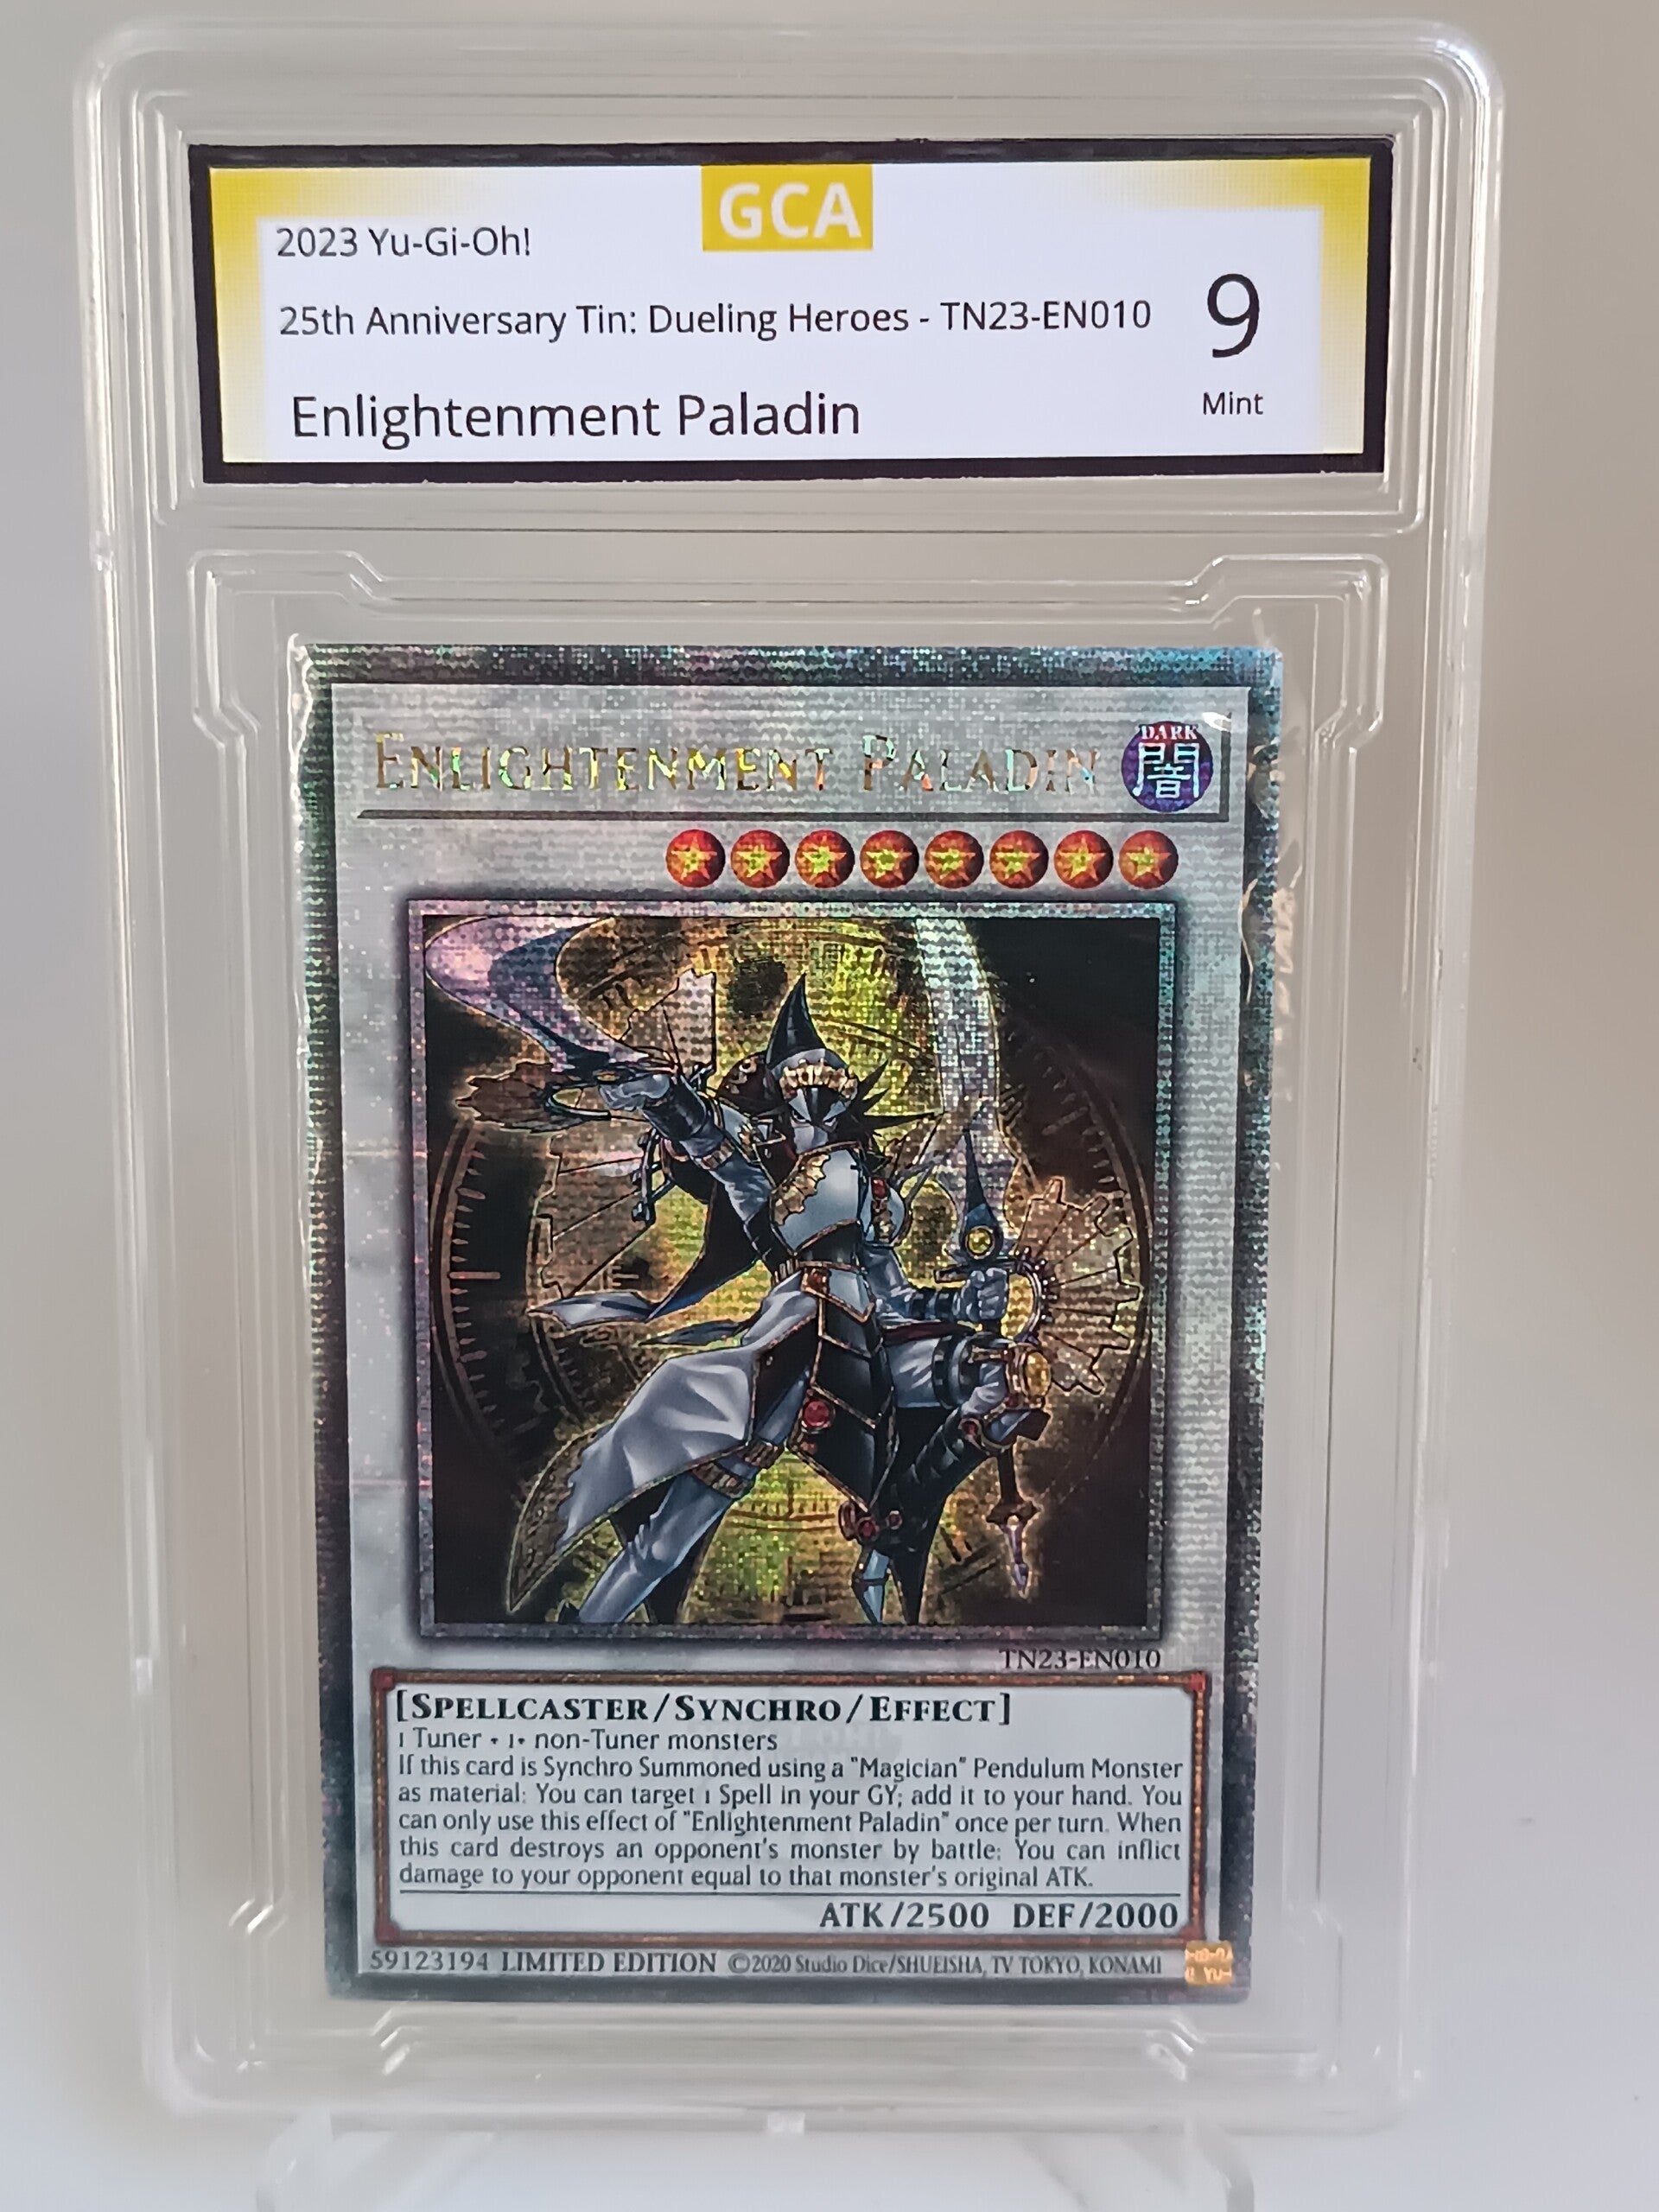 GCA
2023 Yu-Gi-Oh!
25th Anniversary Tin: Dueling Heroes - TN23-EN010
9
Enlightenment Paladin
Mint
ENLIGHTENMENT PALADIN
DARK
闇
TN23-EN010
[SPELLCASTER/SYNCHRO/EFFECT]
1 Tuner + 1+ non-Tuner monsters
If this card is Synchro Summoned using a "Magician" Pendulum Monster
as material: You can target 1 Spell in your GY; add it to your hand. You
can only use this effect of "Enlightenment Paladin" once per turn. When
this card destroys an opponent's monster by battle: You can inflict
damage to your opponent equal to that monster's original ATK.
ATK/2500 DEF/2000
59123194 LIMITED EDITION ©2020 Studio Dice/SHUEISHA, TV TOKYO, KONAMI